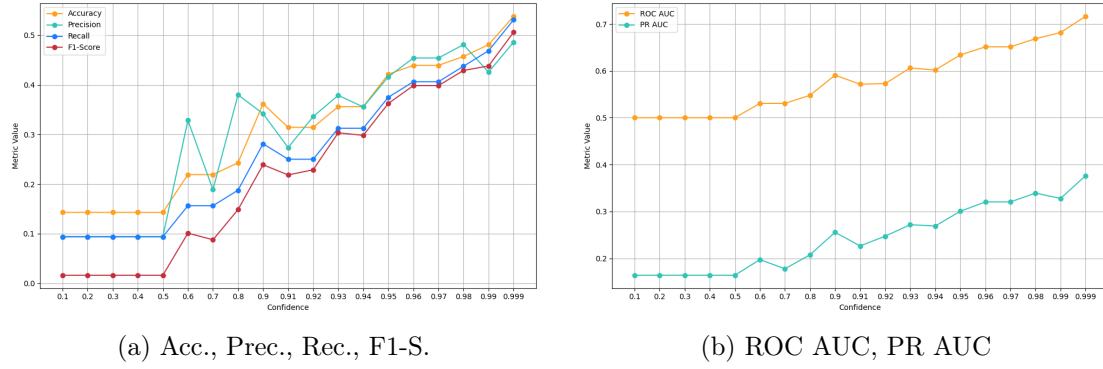 Accuracy
Precision
Recall
F1-Score
Metric Value
0.5
0.4
0.3
0.2
0.1
0.0
0.1 0.2 0.3 0.4 0.5 0.6 0.7 0.8 0.9 0.91 0.92 0.93 0.94 0.95 0.96 0.97 0.98 0.99 0.999
Confidence
(a) Acc., Prec., Rec., F1-S.
ROC AUC
PR AUC
Metric Value
0.7
0.6
0.5
0.4
0.3
0.2
0.1 0.2 0.3 0.4 0.5 0.6 0.7 0.8 0.9 0.91 0.92 0.93 0.94 0.95 0.96 0.97 0.98 0.99 0.999
Confidence
(b) ROC AUC, PR AUC